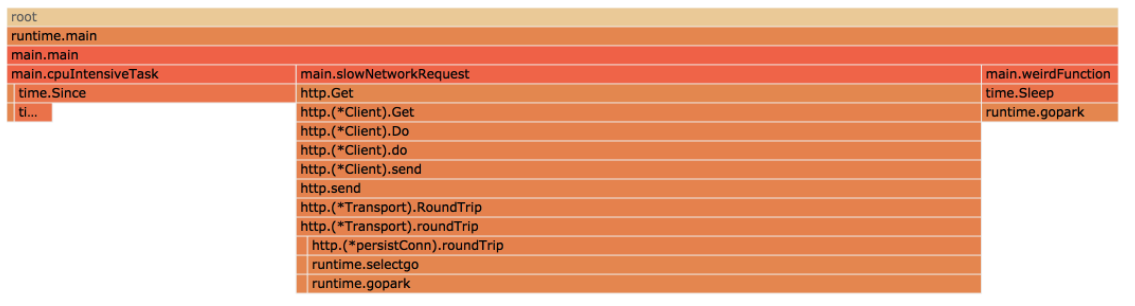 root
runtime.main
main.main
main.cpuIntensiveTask main.slowNetworkRequest main.weirdFunction
time.Since http.Get time.Sleep
ti... http.(*Client).Get runtime.gopark
http.(*Client).Do
http.(*Client).do
http.(*Client).send
http.send
http.(*Transport).RoundTrip
http.(*Transport).roundTrip
http.(*persistConn).roundTrip
runtime.selectgo
runtime.gopark